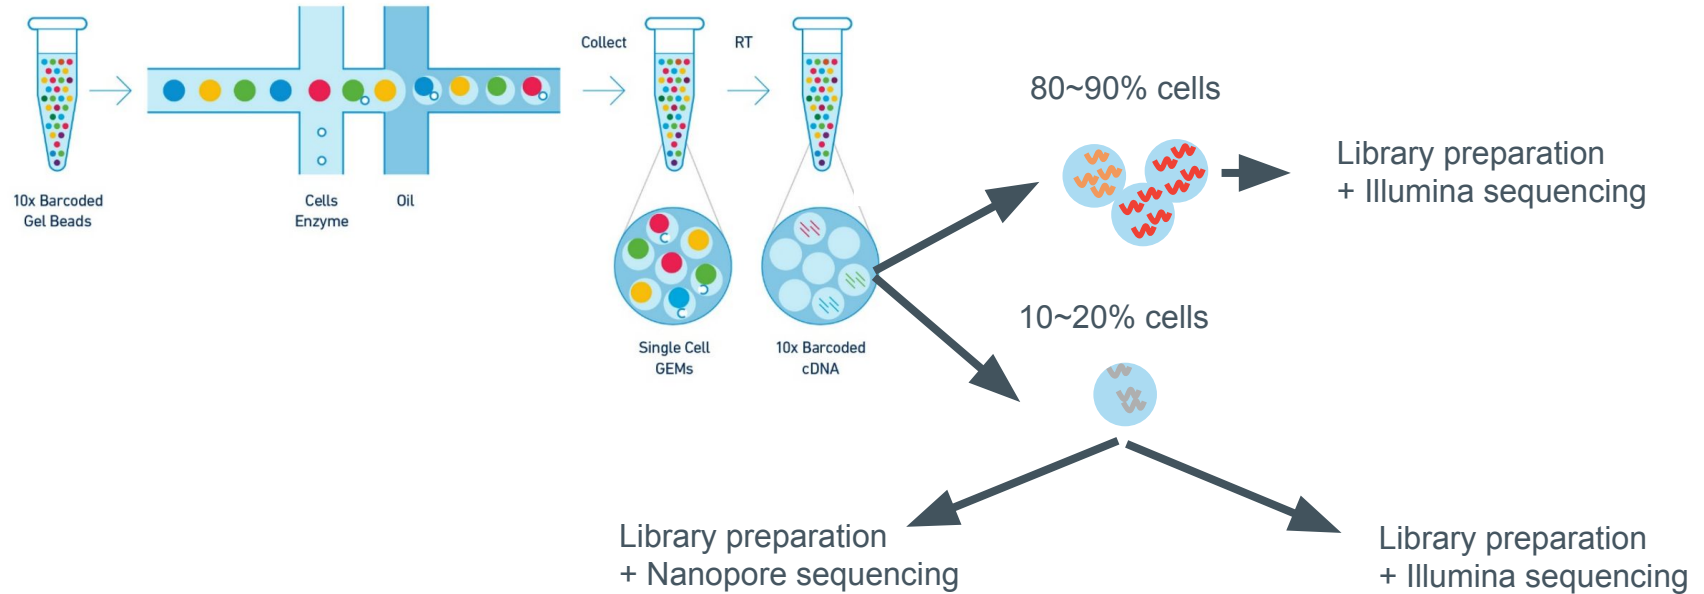 Collect
RT
10x Barcoded
Gel Beads
Cells
Enzyme
Oil
Single Cell
GEMs
10x Barcoded
cDNA
80~90% cells
Library preparation
+ Illumina sequencing
10~20% cells
Library preparation
+ Nanopore sequencing
Library preparation
+ Illumina sequencing